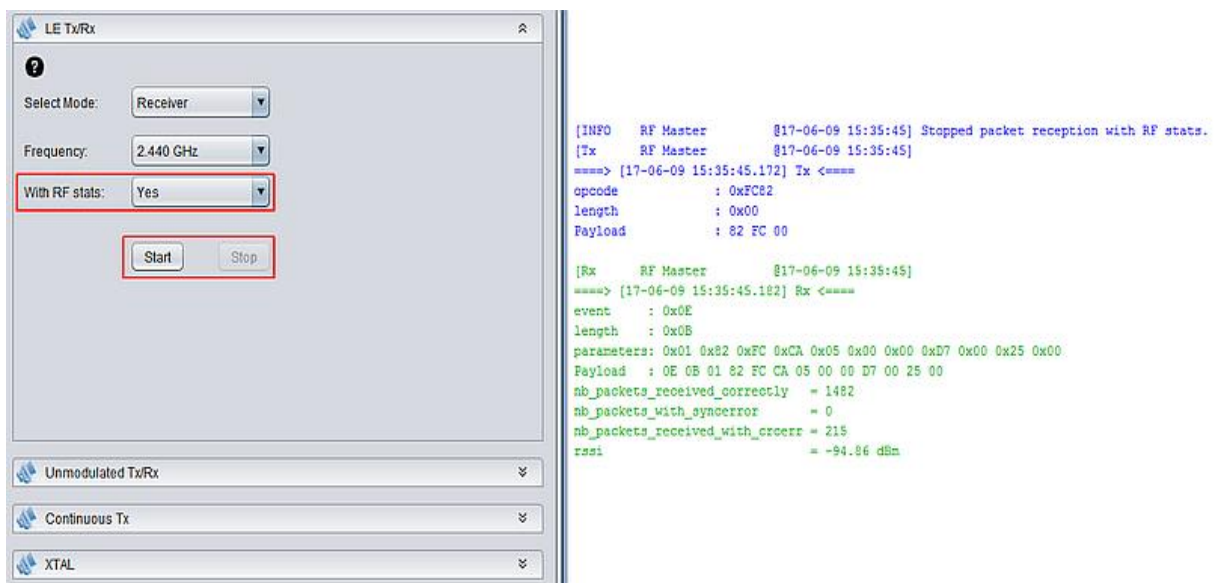 LE Tx/Rx
?
Select Mode: Receiver
Frequency: 2.440 GHz
With RF stats: Yes
Start Stop
Unmodulated Tx/Rx
Continuous Tx
XTAL
[INFO RF Master @17-06-09 15:35:45] Stopped packet reception with RF stats.
[Tx RF Master @17-06-09 15:35:45]
====> [17-06-09 15:35:45.172] Tx <====
opcode : 0xFC82
length : 0x00
Payload : 82 FC 00
[Rx RF Master @17-06-09 15:35:45]
====> [17-06-09 15:35:45.182] Rx <====
event : 0x0E
length : 0x0B
parameters: 0x01 0x82 0xFC 0xCA 0x05 0x00 0x00 0xD7 0x00 0x25 0x00
Payload : 0E 0B 01 82 FC CA 05 00 00 D7 00 25 00
nb_packets_received_correctly = 1482
nb_packets_with_syncerror = 0
nb_packets_received_with_crcerr = 215
rssi = -94.86 dBm